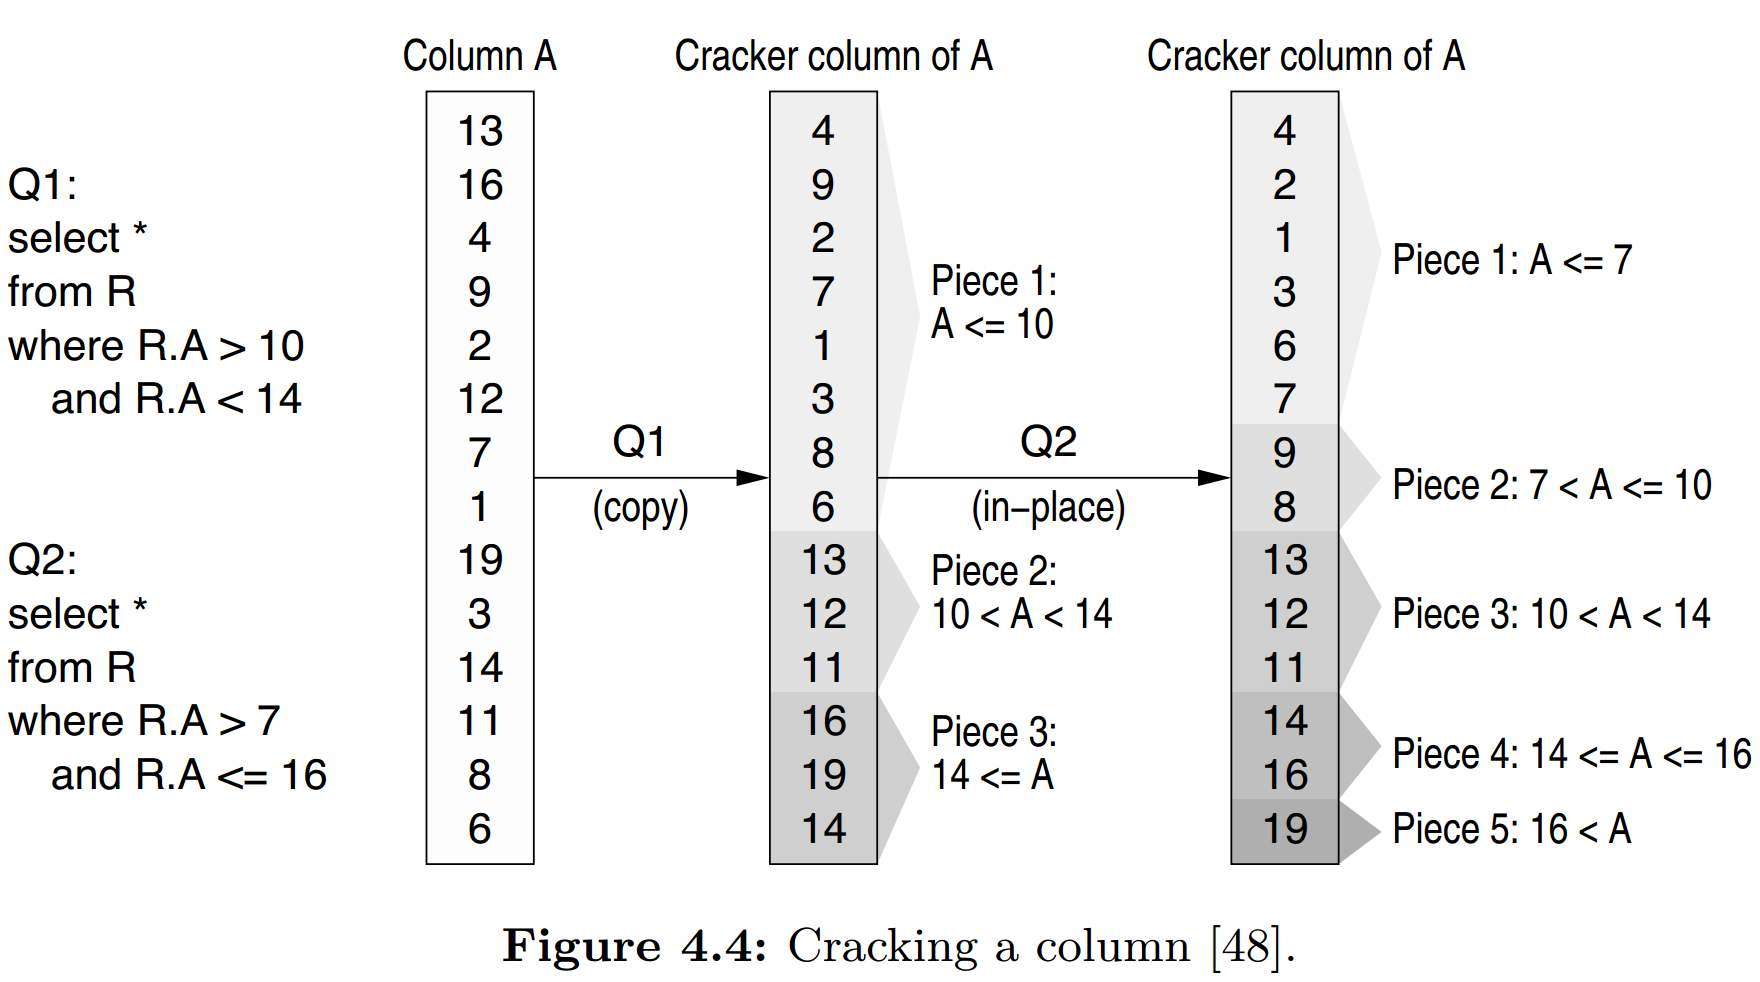 Column A
Cracker column of A
Cracker column of A
Q1:
select *
from R
where R.A > 10
and R.A < 14
Q2:
select *
from R
where R.A > 7
and R.A <= 16
13
16
4
9
2
12
7
1
19
3
14
11
8
6
Q1
(copy)
4
9
2
7
1
3
8
6
13
12
11
16
19
14
Piece 1:
A <= 10
Piece 2:
10 < A < 14
Piece 3:
14 <= A
Q2
(in–place)
4
2
1
3
6
7
9
8
13
12
11
14
16
19
Piece 1: A <= 7
Piece 2: 7 < A <= 10
Piece 3: 10 < A < 14
Piece 4: 14 <= A <= 16
Piece 5: 16 < A
Figure 4.4: Cracking a column [48].